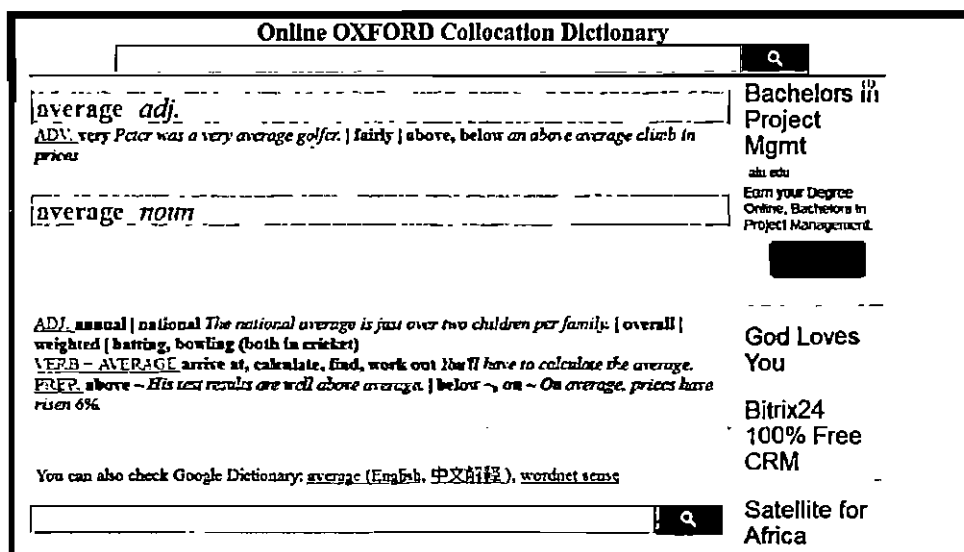 Online OXFORD Collocation Dictionary
average adj.
ADV. very Peter was a very average golfer. | fairly | above, below an above average climb in
prices
average noun
ADJ. annual | national The national average is just over two children per family. | overall |
weighted | batting, bowling (both in cricket)
VERB – AVERAGE arrive at, calculate, find, work out You'll have to calculate the average.
PREP. above ~ His test results are well above average. | below ~, on ~ On average, prices have
risen 6%.
You can also check Google Dictionary: average (English, 中文解釋), wordnet sense
Bachelors in
Project
Mgmt
aiu edu
Earn your Degree
Online, Bachelors in
Project Management.
God Loves
You
Bitrix24
100% Free
CRM
Satellite for
Africa